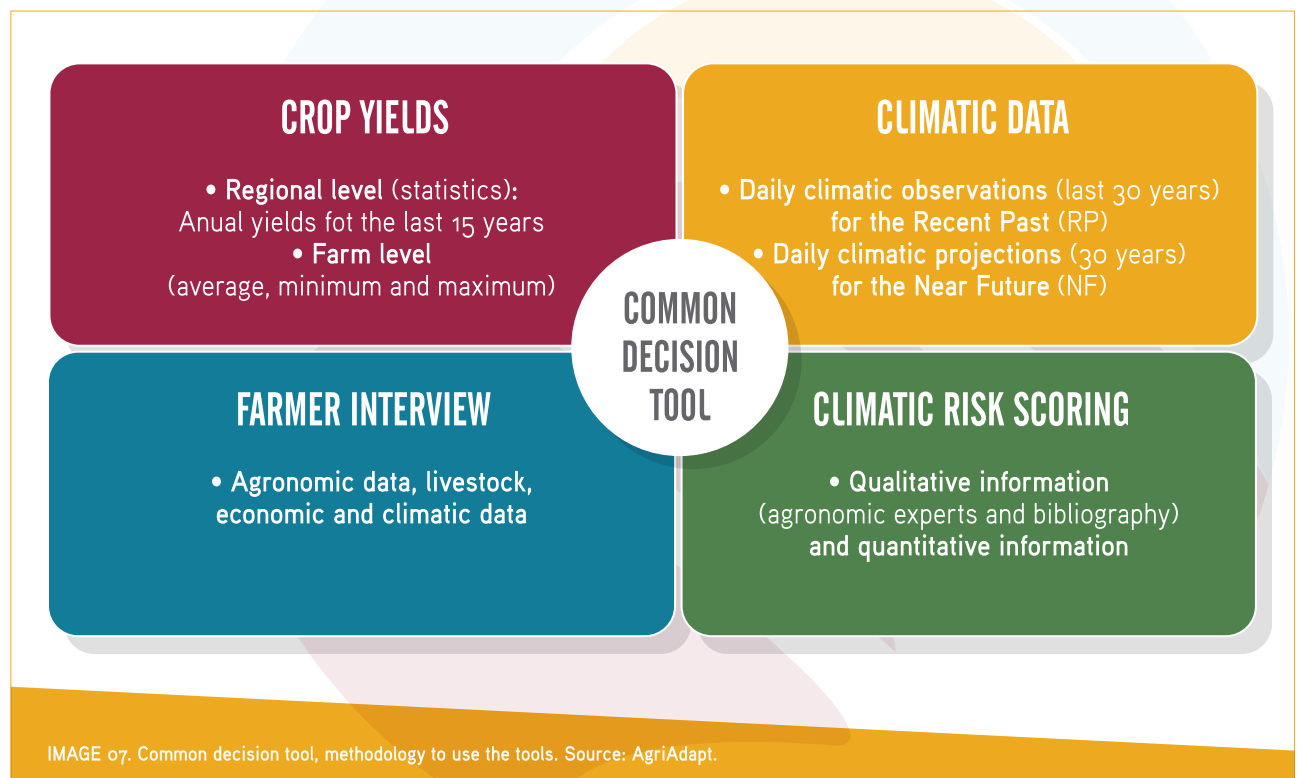 CROP YIELDS
• Regional level (statistics):
Anual yields fot the last 15 years
• Farm level
(average, minimum and maximum)
CLIMATIC DATA
• Daily climatic observations (last 30 years)
for the Recent Past (RP)
• Daily climatic projections (30 years)
for the Near Future (NF)
COMMON
DECISION
TOOL
FARMER INTERVIEW
• Agronomic data, livestock,
economic and climatic data
CLIMATIC RISK SCORING
• Qualitative information
(agronomic experts and bibliography)
and quantitative information
IMAGE 07. Common decision tool, methodology to use the tools. Source: AgriAdapt.